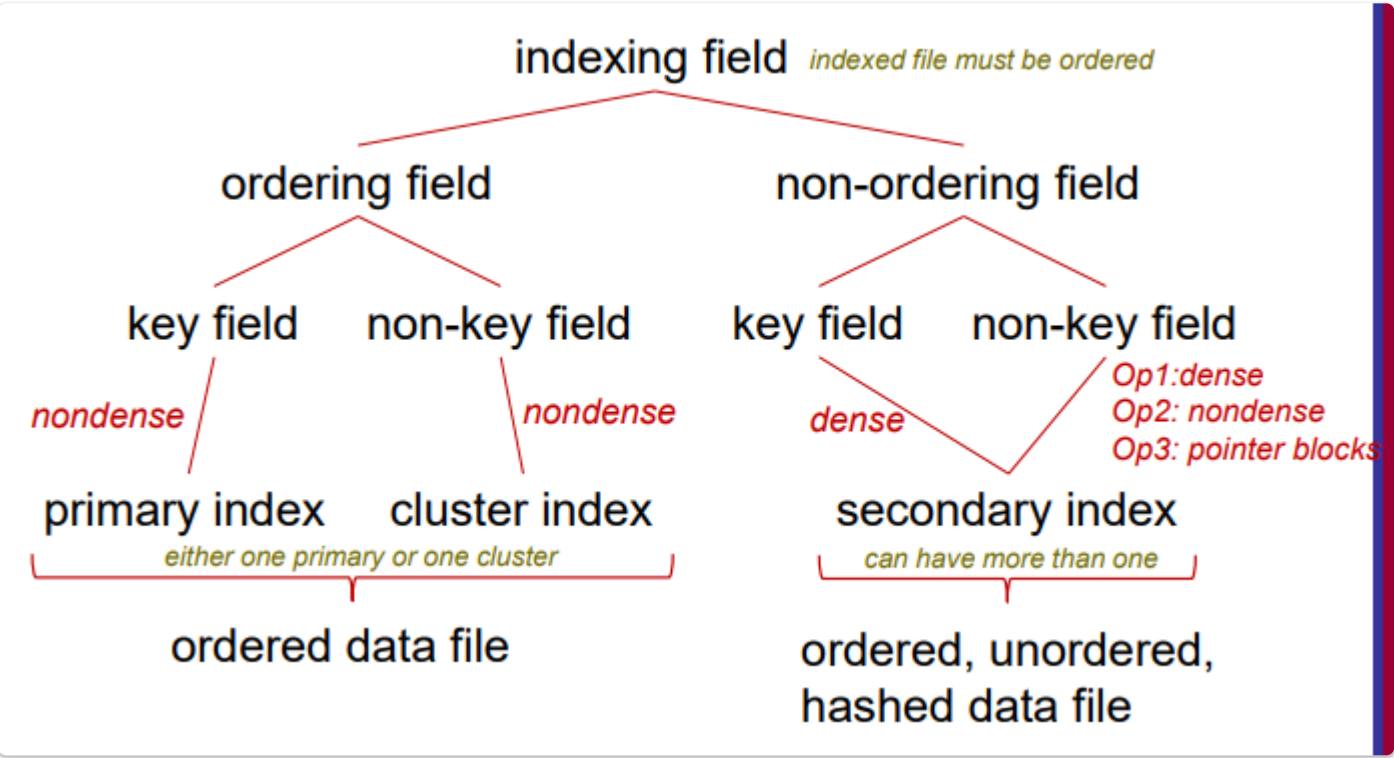 indexing field indexed file must be ordered
ordering field non-ordering field
key field non-key field key field non-key field
nondense nondense dense Op1:dense
Op2: nondense
Op3: pointer blocks
primary index cluster index secondary index
either one primary or one cluster can have more than one
ordered data file ordered, unordered,
hashed data file